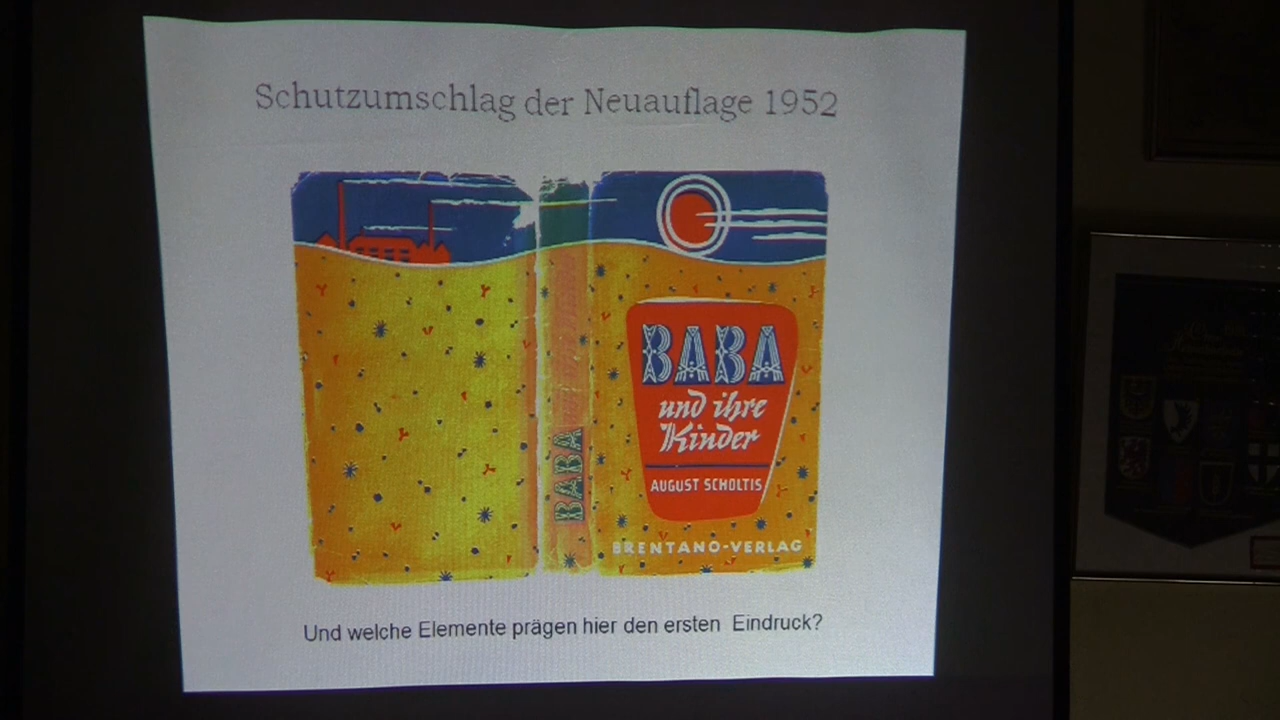 Schutzumschlag der Neuauflage 1952
BABA
BABA
und ihre
Kinder
AUGUST SCHOLTIS
BRENTANO-VERLAG
Und welche Elemente prägen hier den ersten Eindruck?